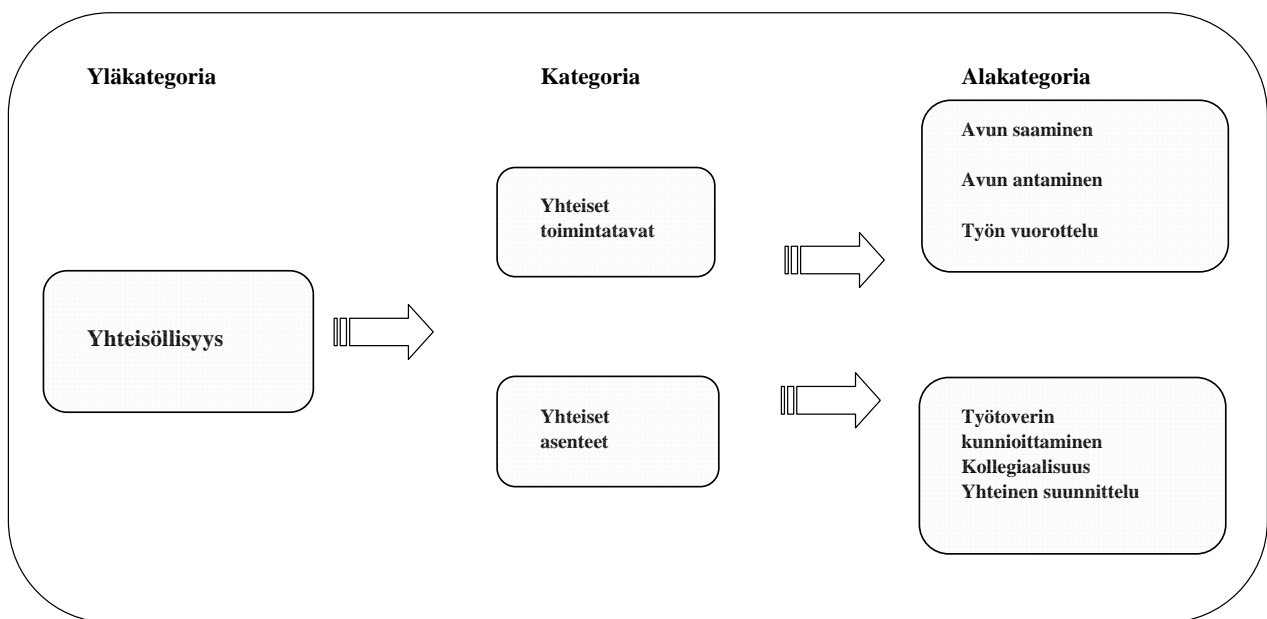 Yläkategoria
Kategoria
Alakategoria
Yhteisöllisyys
Yhteiset
toimintatavat
Yhteiset
asenteet
Avun saaminen
Avun antaminen
Työn vuorottelu
Työtoverin
kunnioittaminen
Kollegiaalisuus
Yhteinen suunnittelu